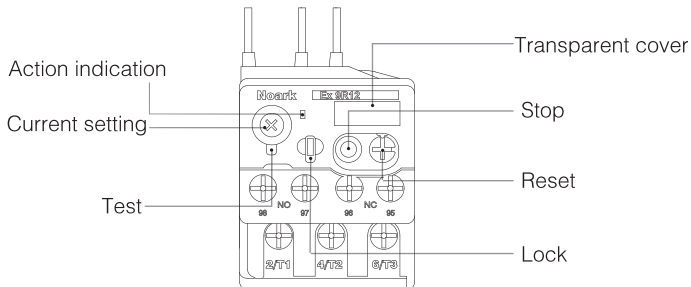 Transparent cover
Action indication
Noark Ex 9R12
Stop
Current setting
Reset
Test
98 NO 97 96 NC 95
Lock
2/T1 4/T2 6/T3